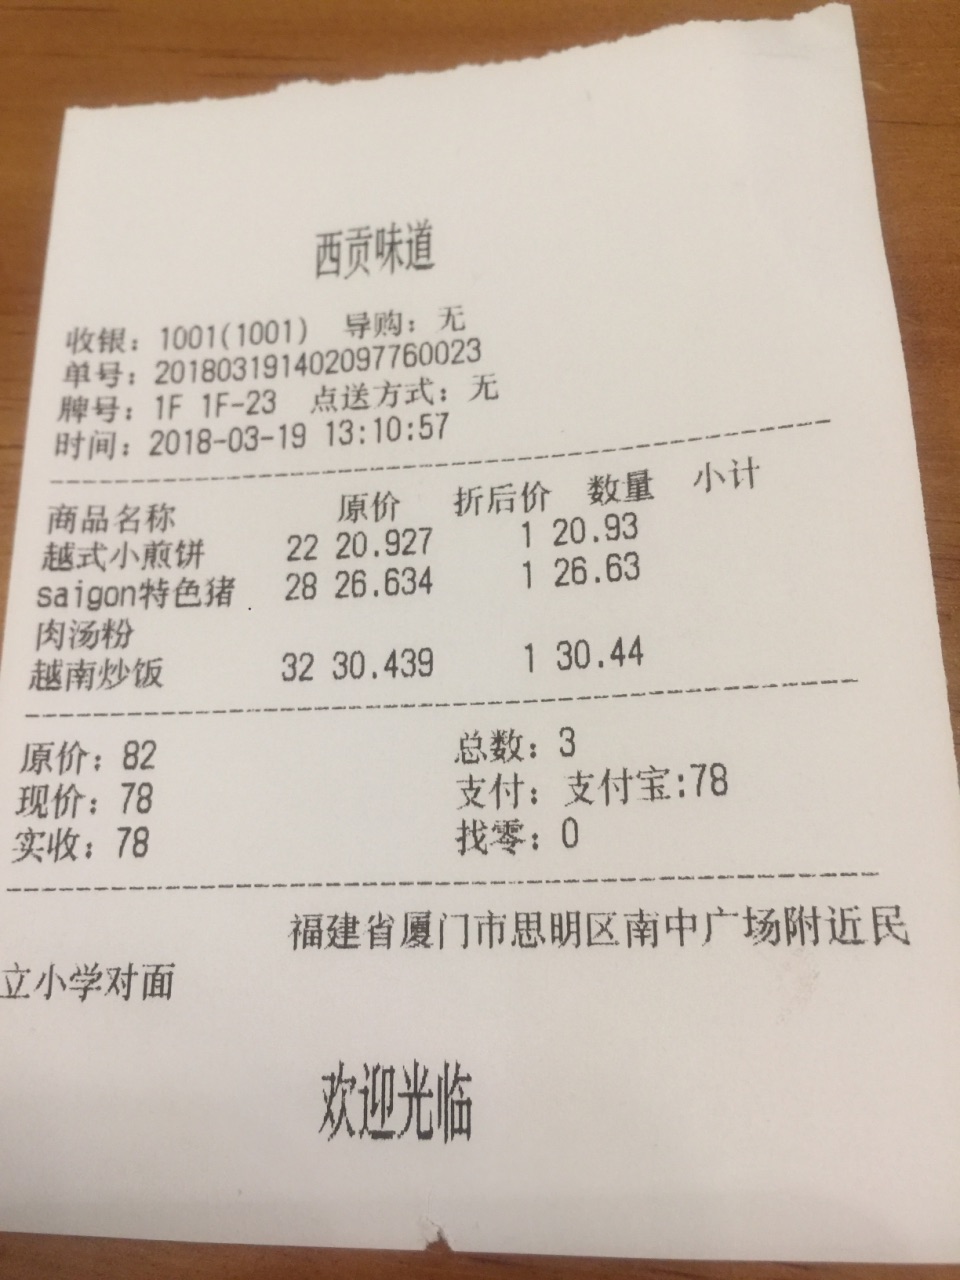 西贡味道
收银：1001(1001) 导购：无
单号：201803191402097760023
牌号：1F 1F-23 点送方式：无
时间：2018-03-19 13:10:57
商品名称 原价 折后价 数量 小计
越式小煎饼 22 20.927 1 20.93
saigon特色猪 28 26.634 1 26.63
肉汤粉
越南炒饭 32 30.439 1 30.44
原价：82 总数：3
现价：78 支付：支付宝:78
实收：78 找零：0
福建省厦门市思明区南中广场附近民
立小学对面
欢迎光临